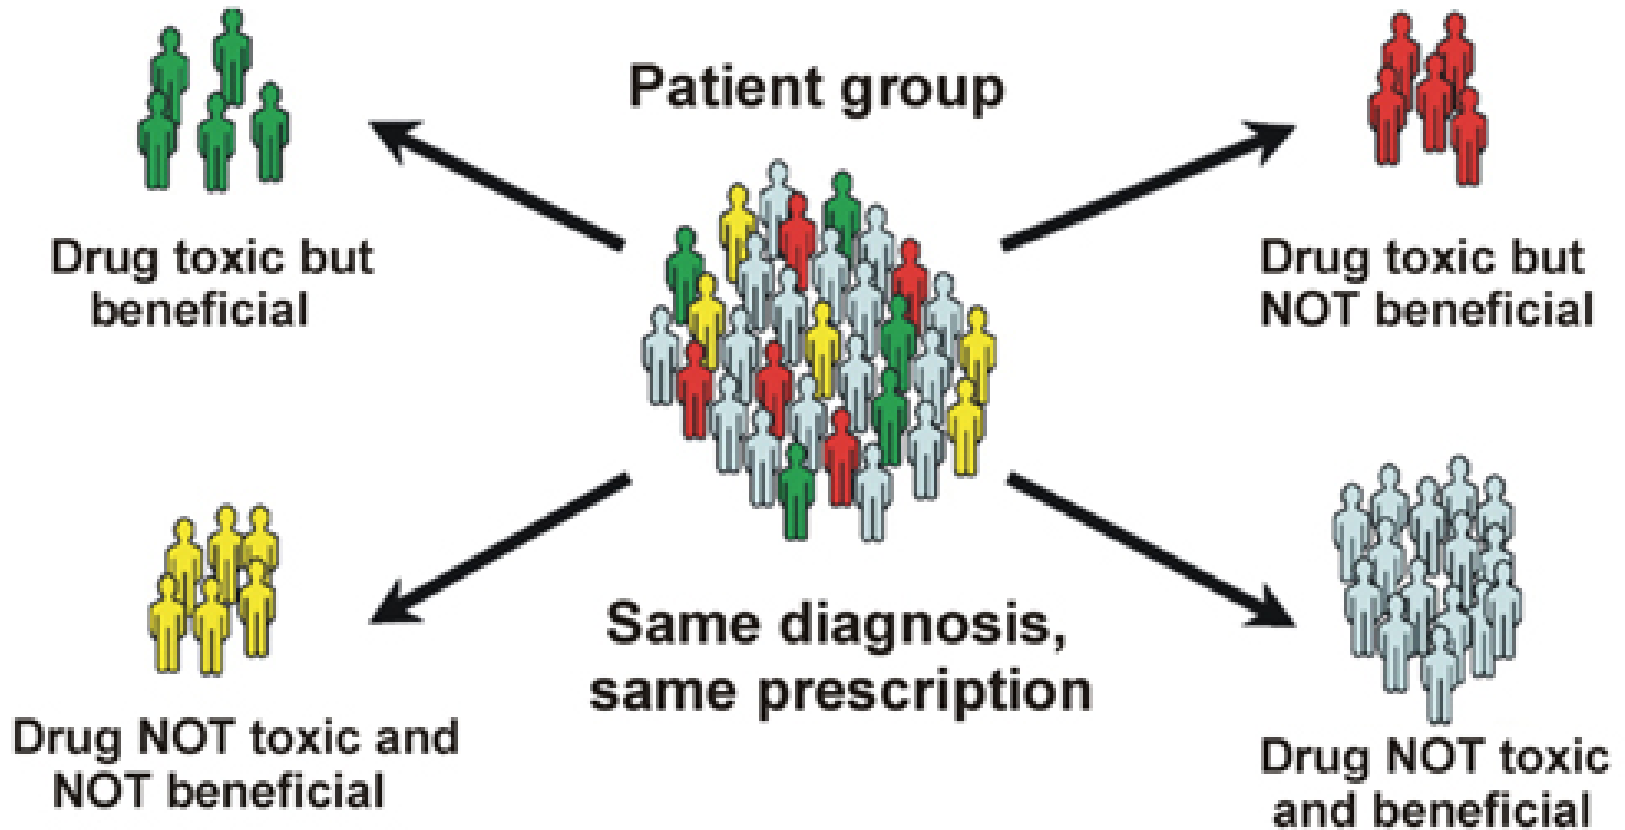 Patient group
Drug toxic but
beneficial
Drug toxic but
NOT beneficial
Same diagnosis,
same prescription
Drug NOT toxic and
NOT beneficial
Drug NOT toxic
and beneficial